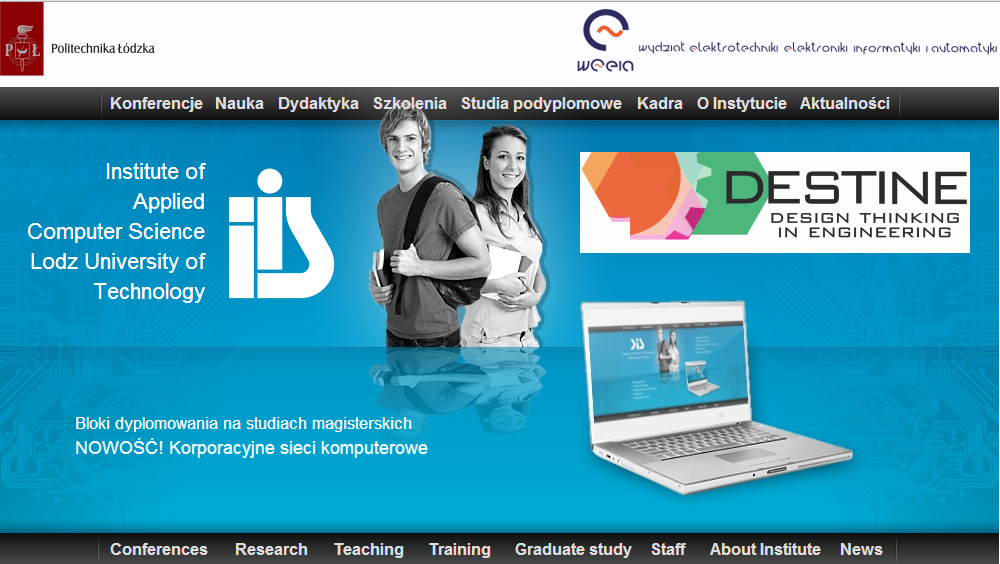 P Ł
Politechnika Łódzka
weeia
wydział elektrotechniki elektroniki informatyki i automatyki
Konferencje Nauka Dydaktyka Szkolenia Studia podyplomowe Kadra O Instytucie Aktualności
Institute of
Applied
Computer Science
Lodz University of
Technology
iis
DESTINE
DESIGN THINKING
IN ENGINEERING
Bloki dyplomowania na studiach magisterskich
NOWOŚĆ! Korporacyjne sieci komputerowe
Conferences Research Teaching Training Graduate study Staff About Institute News